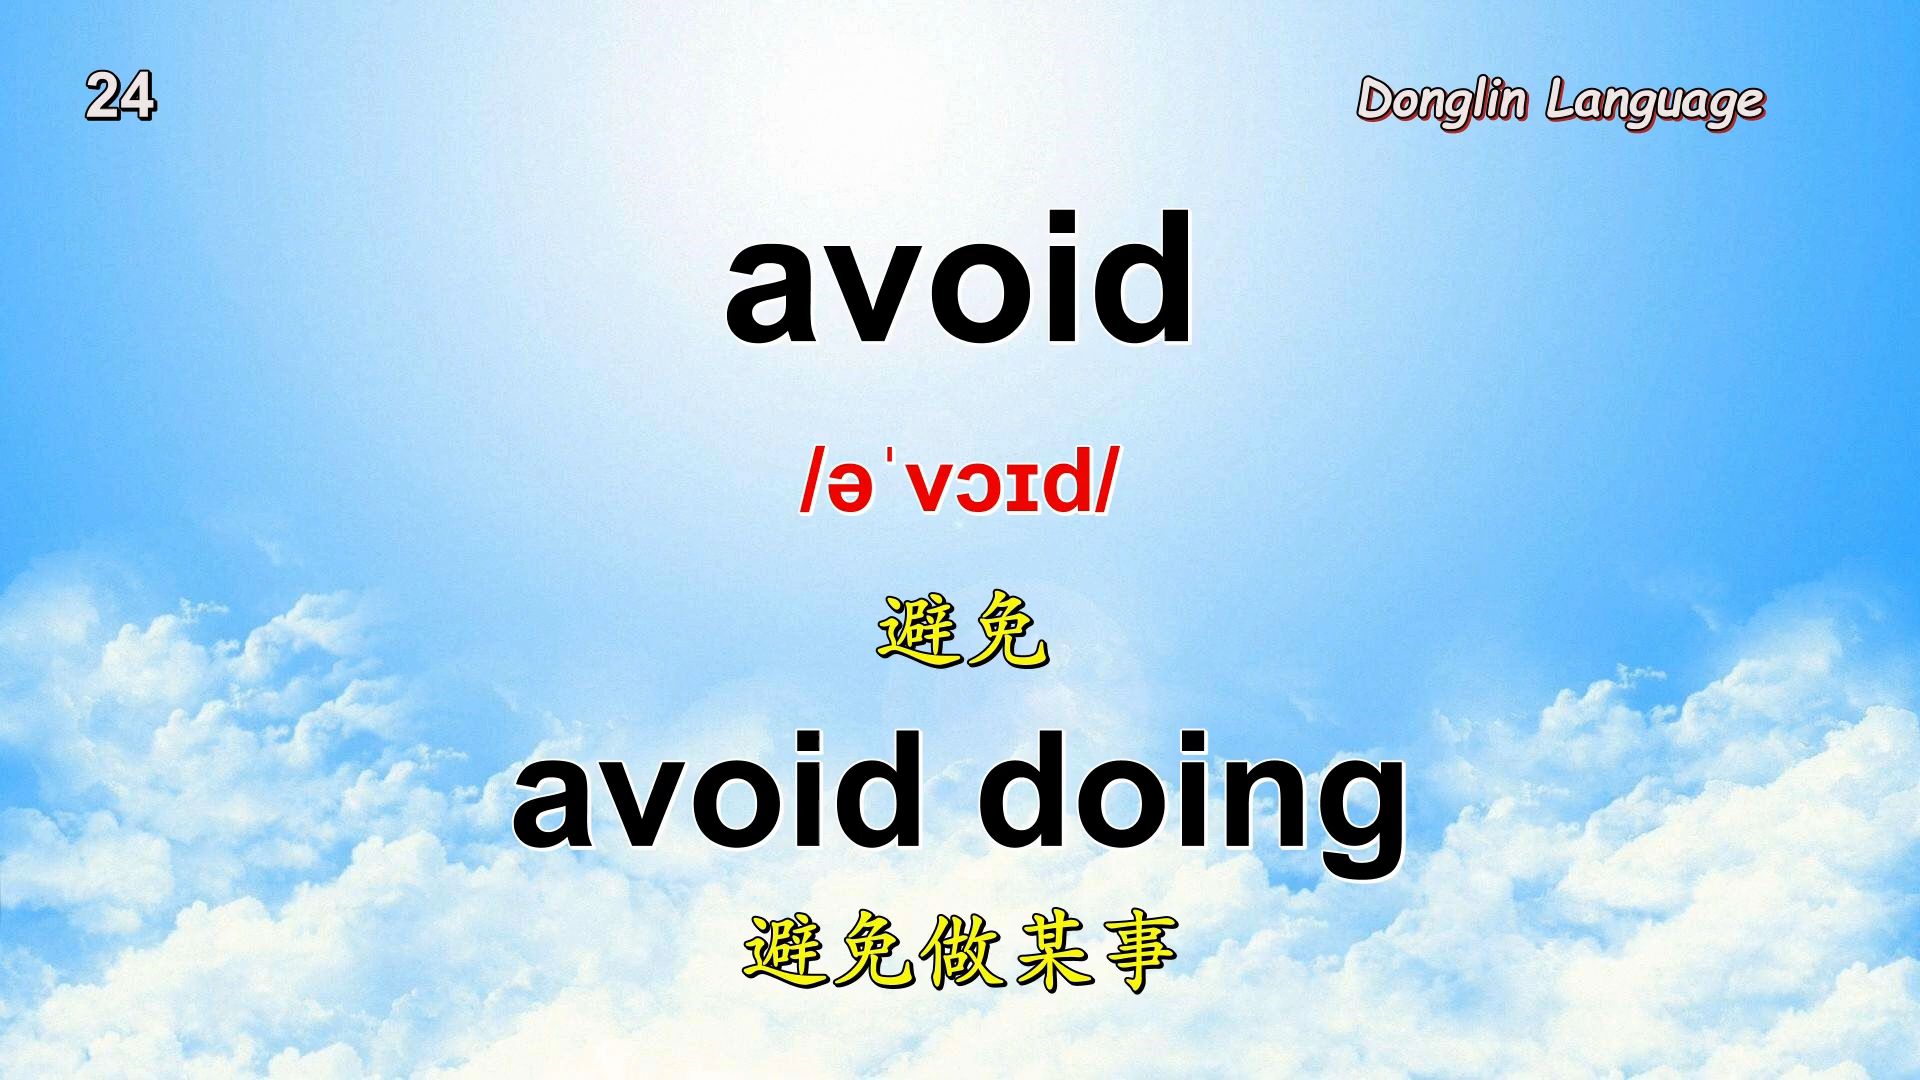 24
Donglin Language
avoid
/əˈvɔɪd/
避免
avoid doing
避免做某事